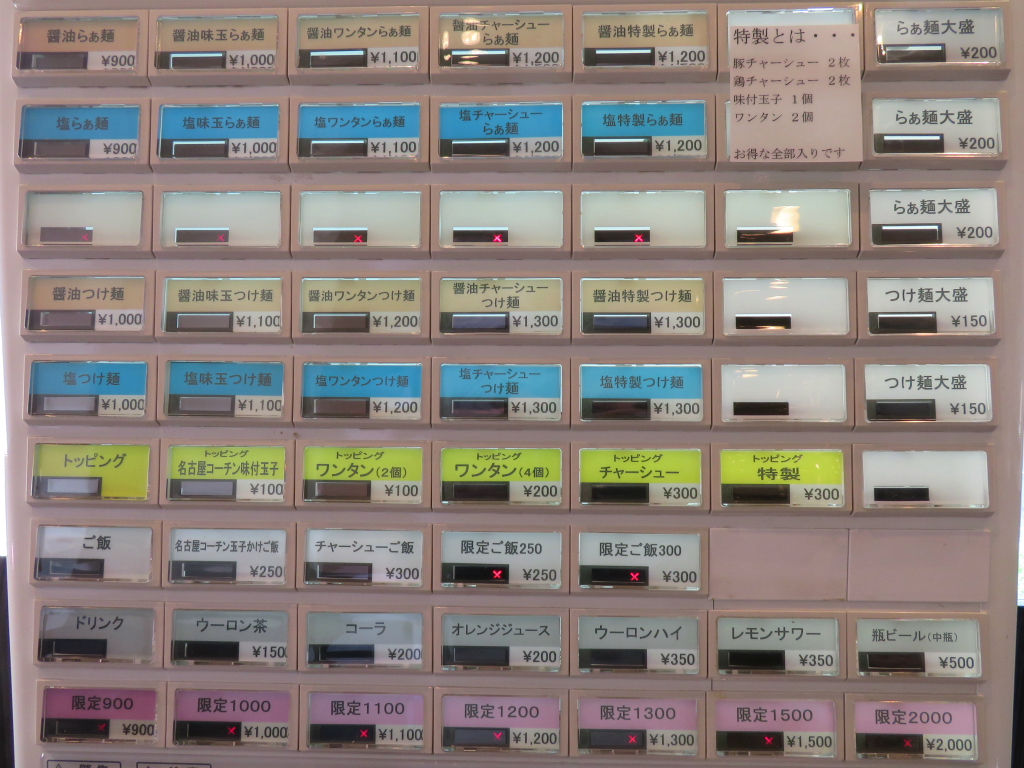 醤油らぁ麺
¥900
醤油味玉らぁ麺
¥1,000
醤油ワンタンらぁ麺
¥1,100
醤油チャーシュー
らぁ麺
¥1,200
醤油特製らぁ麺
¥1,200
特製とは・・・
豚チャーシュー 2枚
鶏チャーシュー 2枚
味付玉子 1個
ワンタン 2個
お得な全部入りです
らぁ麺大盛
¥200
塩らぁ麺
¥900
塩味玉らぁ麺
¥1,000
塩ワンタンらぁ麺
¥1,100
塩チャーシュー
らぁ麺
¥1,200
塩特製らぁ麺
¥1,200
らぁ麺大盛
¥200
らぁ麺大盛
¥200
醤油つけ麺
¥1,000
醤油味玉つけ麺
¥1,100
醤油ワンタンつけ麺
¥1,200
醤油チャーシュー
つけ麺
¥1,300
醤油特製つけ麺
¥1,300
つけ麺大盛
¥150
塩つけ麺
¥1,000
塩味玉つけ麺
¥1,100
塩ワンタンつけ麺
¥1,200
塩チャーシュー
つけ麺
¥1,300
塩特製つけ麺
¥1,300
つけ麺大盛
¥150
トッピング
トッピング
名古屋コーチン味付玉子
¥100
トッピング
ワンタン(2個)
¥100
トッピング
ワンタン(4個)
¥200
トッピング
チャーシュー
¥300
トッピング
特製
¥300
ご飯
名古屋コーチン玉子かけご飯
¥250
チャーシューご飯
¥300
限定ご飯250
¥250
限定ご飯300
¥300
ドリンク
ウーロン茶
¥150
コーラ
¥200
オレンジジュース
¥200
ウーロンハイ
¥350
レモンサワー
¥350
瓶ビール(中瓶)
¥500
限定900
¥900
限定1000
¥1,000
限定1100
¥1,100
限定1200
¥1,200
限定1300
¥1,300
限定1500
¥1,500
限定2000
¥2,000